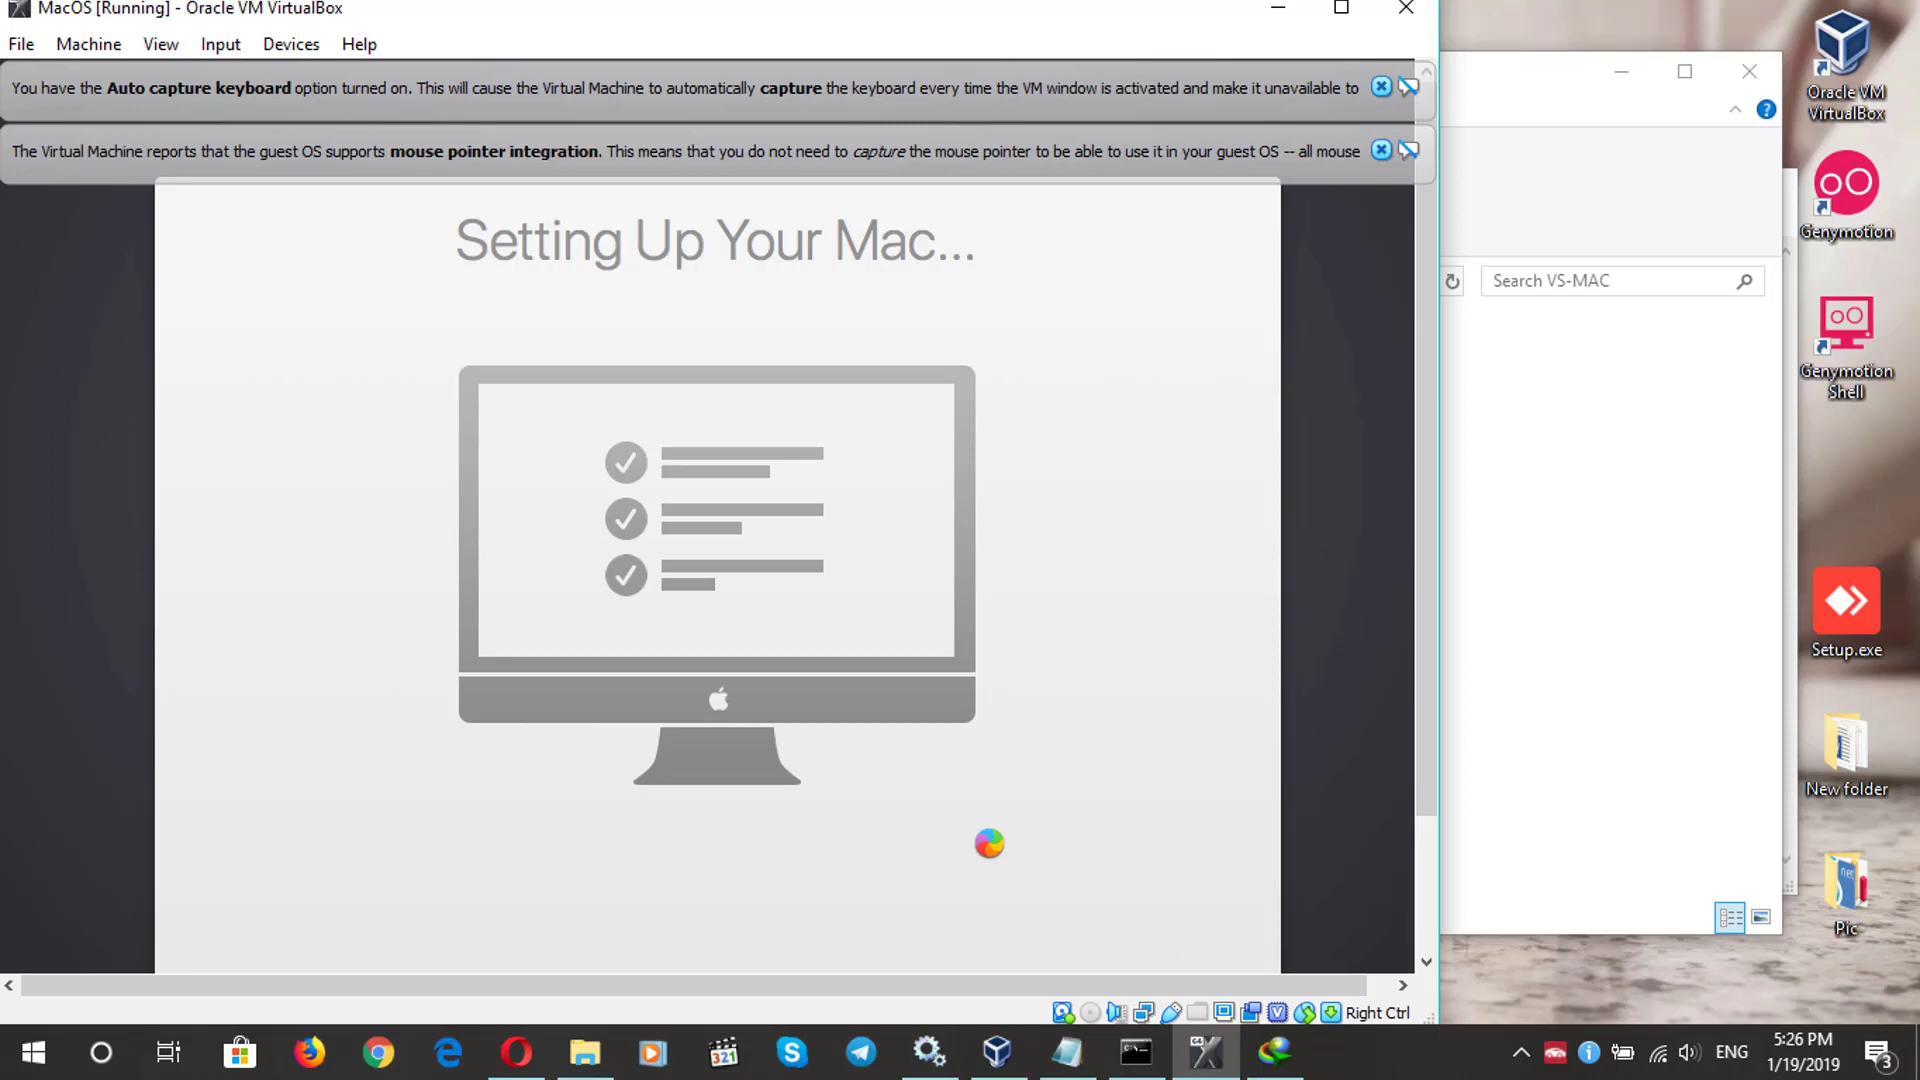 MacOS [Running] - Oracle VM VirtualBox
File Machine View Input Devices Help
You have the Auto capture keyboard option turned on. This will cause the Virtual Machine to automatically capture the keyboard every time the VM window is activated and make it unavailable to
The Virtual Machine reports that the guest OS supports mouse pointer integration. This means that you do not need to capture the mouse pointer to be able to use it in your guest OS -- all mouse
Setting Up Your Mac...
Right Ctrl
Search VS-MAC
Oracle VM
VirtualBox
Genymotion
Genymotion
Shell
Setup.exe
New folder
Pic
321
ENG
5:26 PM
1/19/2019
3